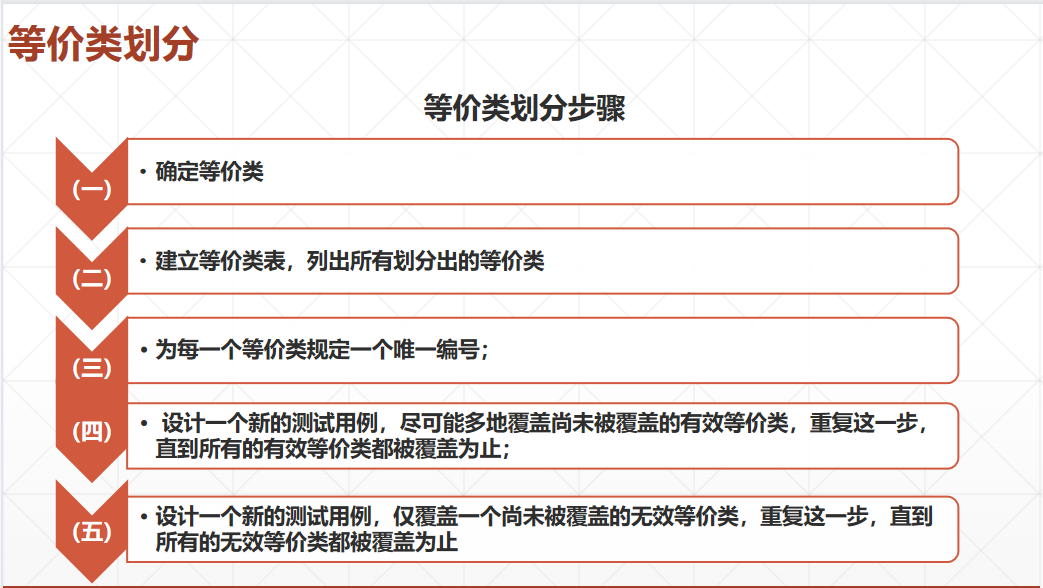 等价类划分
等价类划分步骤
(一)
• 确定等价类
(二)
• 建立等价类表，列出所有划分出的等价类
(三)
• 为每一个等价类规定一个唯一编号；
(四)
• 设计一个新的测试用例，尽可能多地覆盖尚未被覆盖的有效等价类，重复这一步，
直到所有的有效等价类都被覆盖为止；
(五)
• 设计一个新的测试用例，仅覆盖一个尚未被覆盖的无效等价类，重复这一步，直到
所有的无效等价类都被覆盖为止